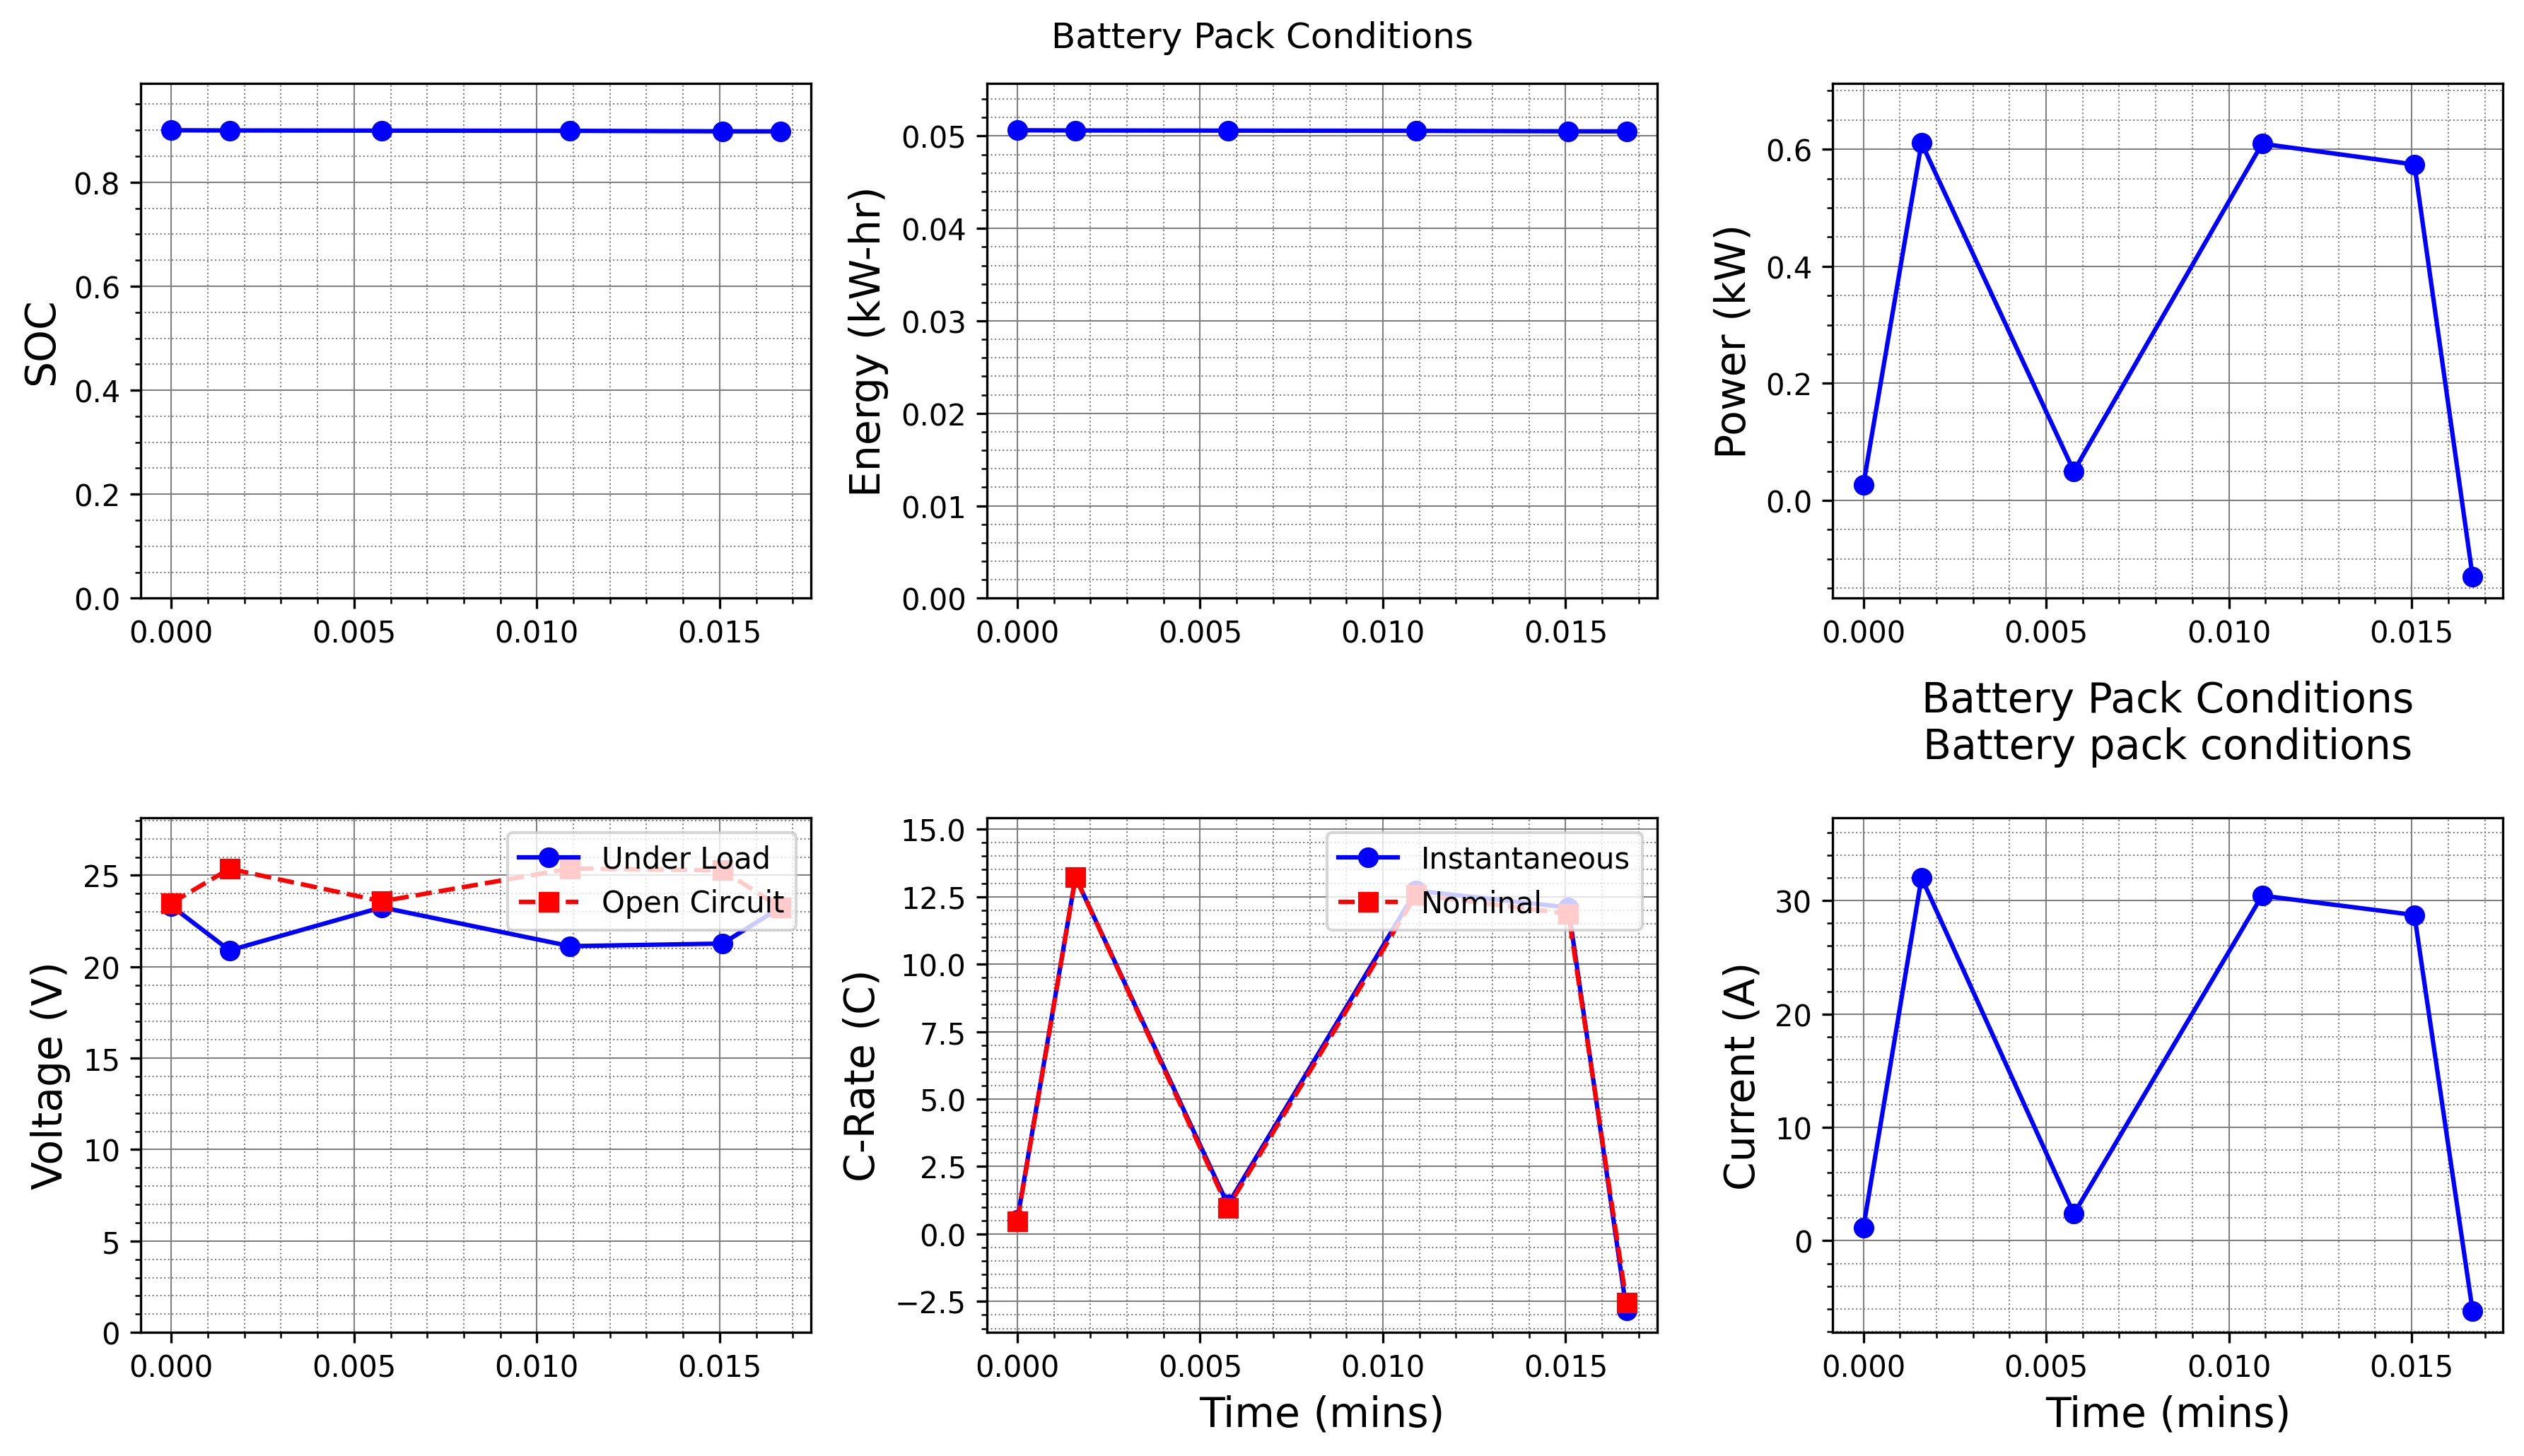 Battery Pack Conditions
SOC
0.8
0.6
0.4
0.2
0.0
0.000 0.005 0.010 0.015
Energy (kW-hr)
0.05
0.04
0.03
0.02
0.01
0.00
0.000 0.005 0.010 0.015
Power (kW)
0.6
0.4
0.2
0.0
0.000 0.005 0.010 0.015
Voltage (V)
25
20
15
10
5
0
Under Load
Open Circuit
0.000 0.005 0.010 0.015
C-Rate (C)
15.0
12.5
10.0
7.5
5.0
2.5
0.0
−2.5
Instantaneous
Nominal
0.000 0.005 0.010 0.015
Time (mins)
Battery Pack Conditions
Battery pack conditions
Current (A)
30
20
10
0
0.000 0.005 0.010 0.015
Time (mins)